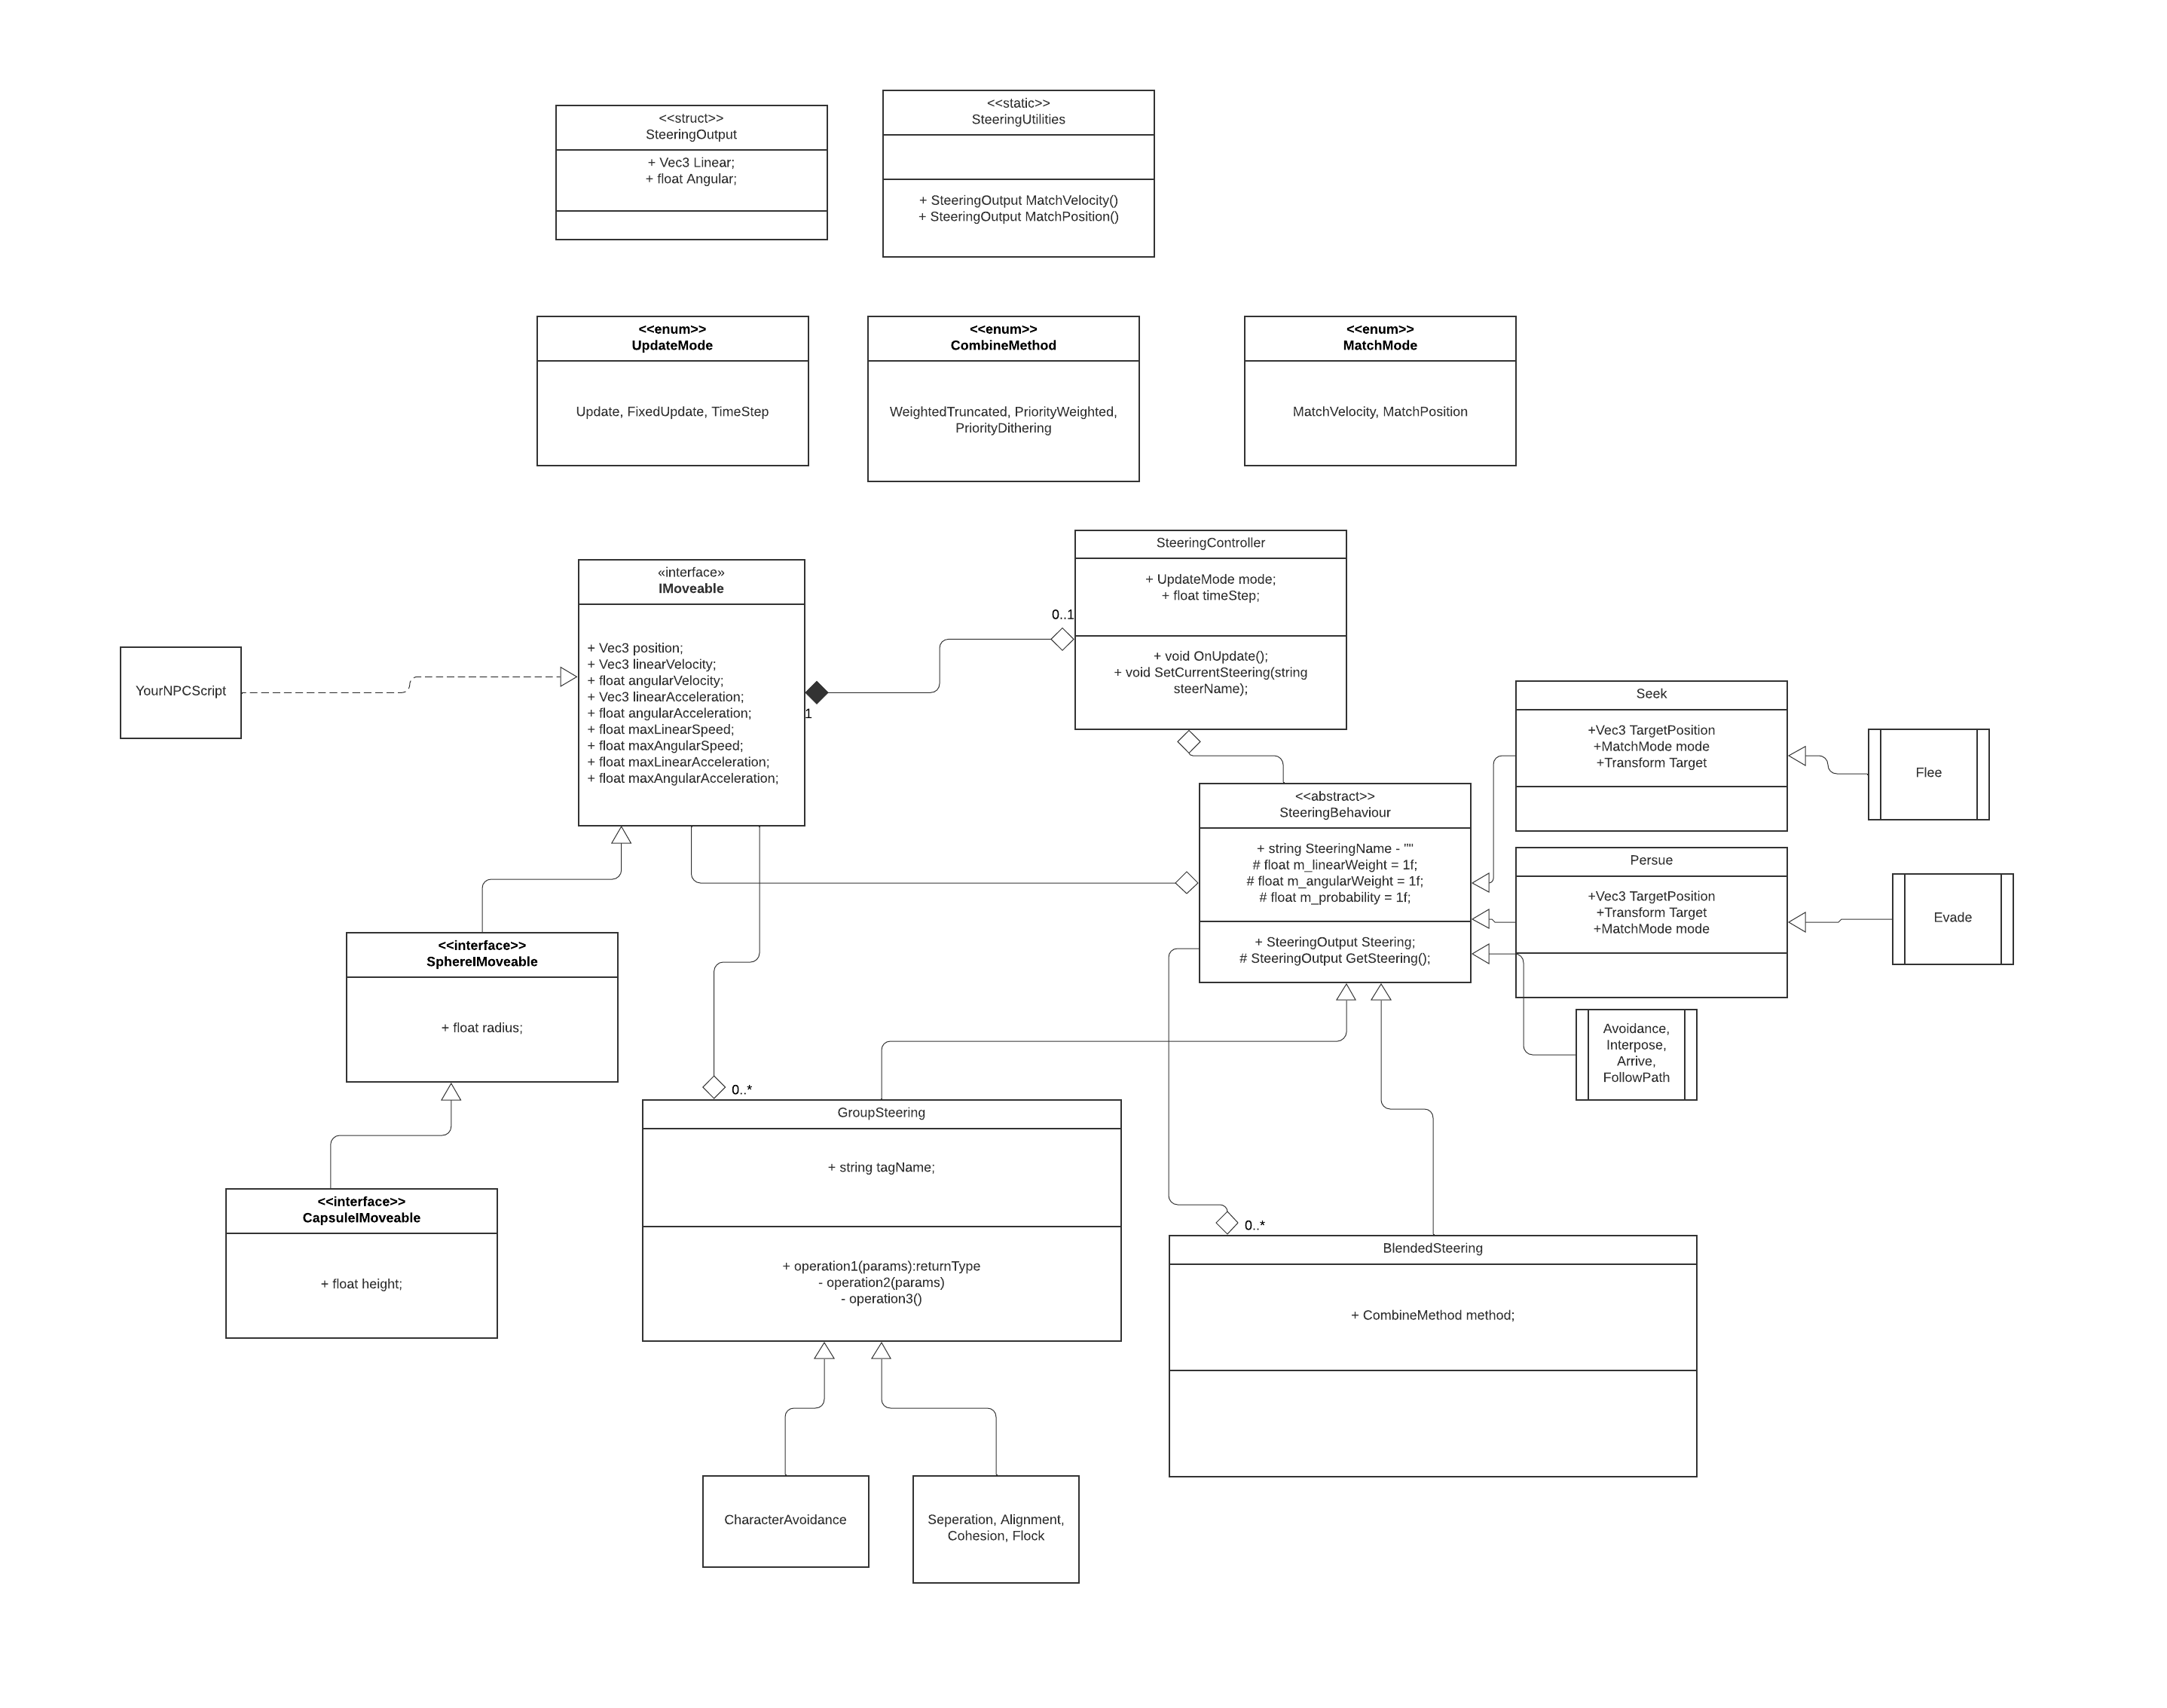 <<struct>>
SteeringOutput
+ Vec3 Linear;
+ float Angular;
<<static>>
SteeringUtilities
+ SteeringOutput MatchVelocity()
+ SteeringOutput MatchPosition()
<<enum>>
UpdateMode
Update, FixedUpdate, TimeStep
<<enum>>
CombineMethod
WeightedTruncated, PriorityWeighted,
PriorityDithering
<<enum>>
MatchMode
MatchVelocity, MatchPosition
SteeringController
+ UpdateMode mode;
+ float timeStep;
+ void OnUpdate();
+ void SetCurrentSteering(string
steerName);
0..1
«interface»
IMoveable
+ Vec3 position;
+ Vec3 linearVelocity;
+ float angularVelocity;
+ Vec3 linearAcceleration;
+ float angularAcceleration;
+ float maxLinearSpeed;
+ float maxAngularSpeed;
+ float maxLinearAcceleration;
+ float maxAngularAcceleration;
1
YourNPCScript
Seek
+Vec3 TargetPosition
+MatchMode mode
+Transform Target
Flee
<<abstract>>
SteeringBehaviour
+ string SteeringName - ""
# float m_linearWeight = 1f;
# float m_angularWeight = 1f;
# float m_probability = 1f;
+ SteeringOutput Steering;
# SteeringOutput GetSteering();
Persue
+Vec3 TargetPosition
+Transform Target
+MatchMode mode
Evade
<<interface>>
SphereIMoveable
+ float radius;
Avoidance,
Interpose,
Arrive,
FollowPath
0..*
GroupSteering
+ string tagName;
+ operation1(params):returnType
- operation2(params)
- operation3()
<<interface>>
CapsuleIMoveable
+ float height;
0..*
BlendedSteering
+ CombineMethod method;
CharacterAvoidance
Seperation, Alignment,
Cohesion, Flock